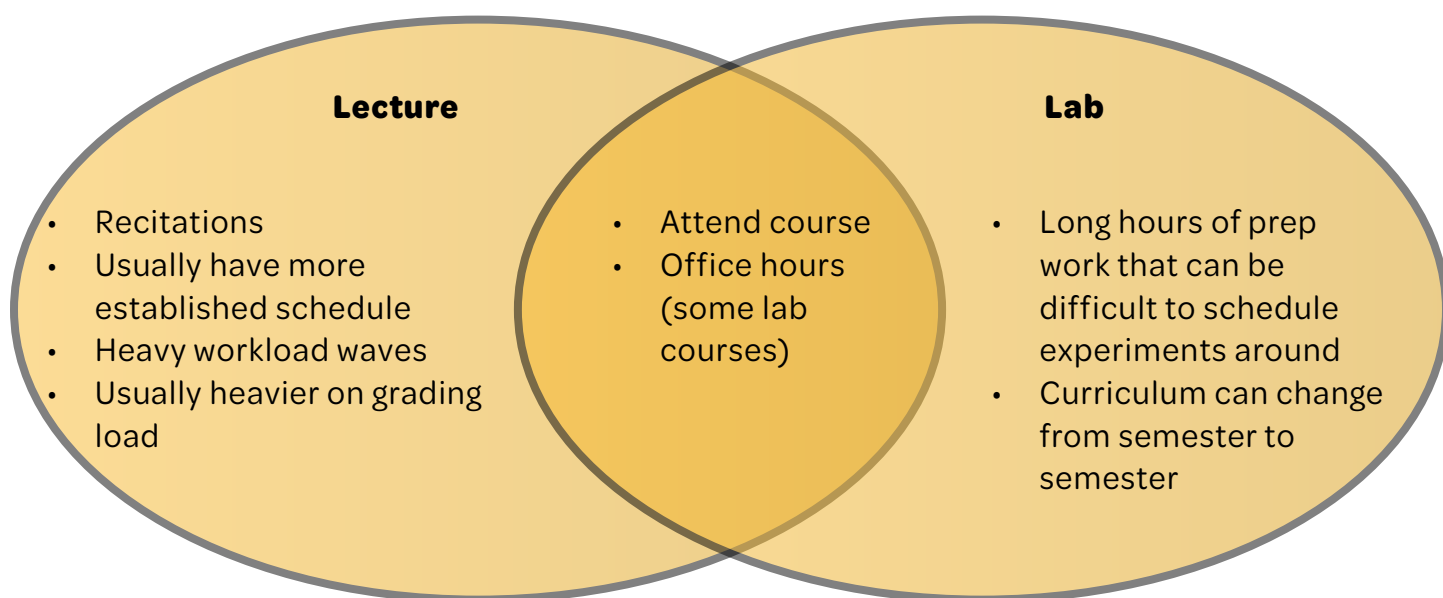 Lecture
• Recitations
• Usually have more
established schedule
• Heavy workload waves
• Usually heavier on grading
load
• Attend course
• Office hours
(some lab
courses)
Lab
• Long hours of prep
work that can be
difficult to schedule
experiments around
• Curriculum can change
from semester to
semester